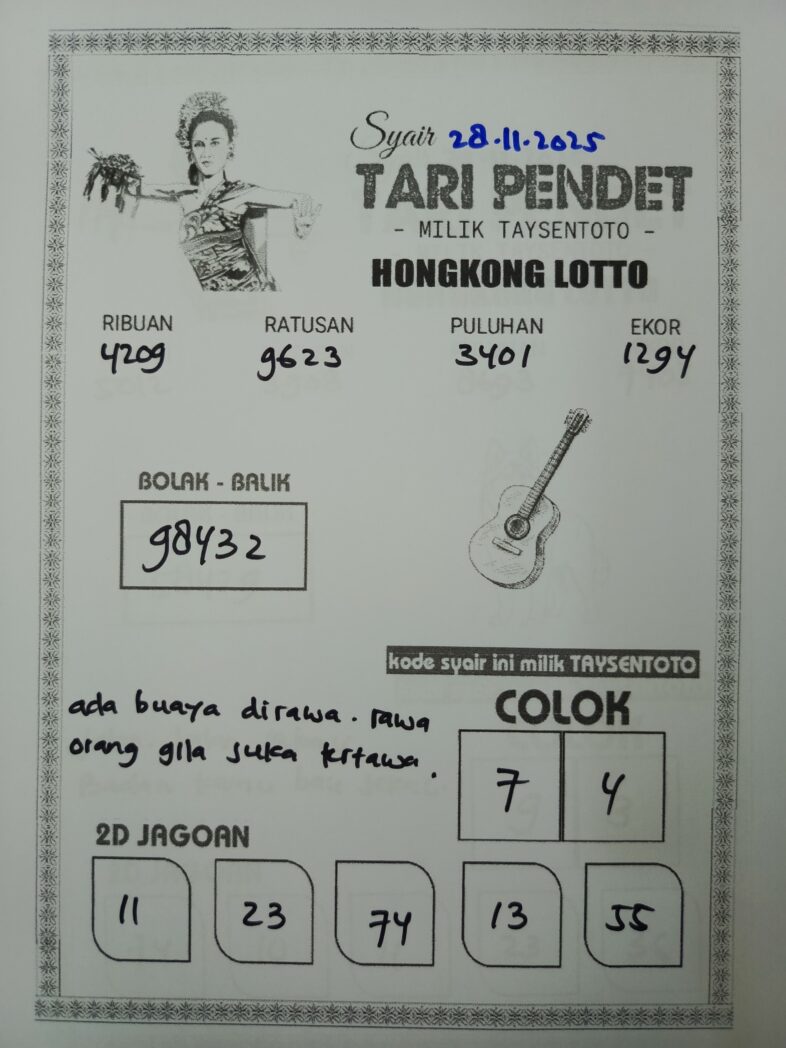 Syair 28.11.2025
TARI PENDET
- MILIK TAYSENTOTO -
HONGKONG LOTTO
RIBUAN RATUSAN PULUHAN EKOR
4209 9623 3401 1294
BOLAK - BALIK
98432
kode syair ini milik TAYSENTOTO
ada buaya dirawa. rawa
orang gila suka tertawa.
COLOK
7 4
2D JAGOAN
11 23 74 13 55